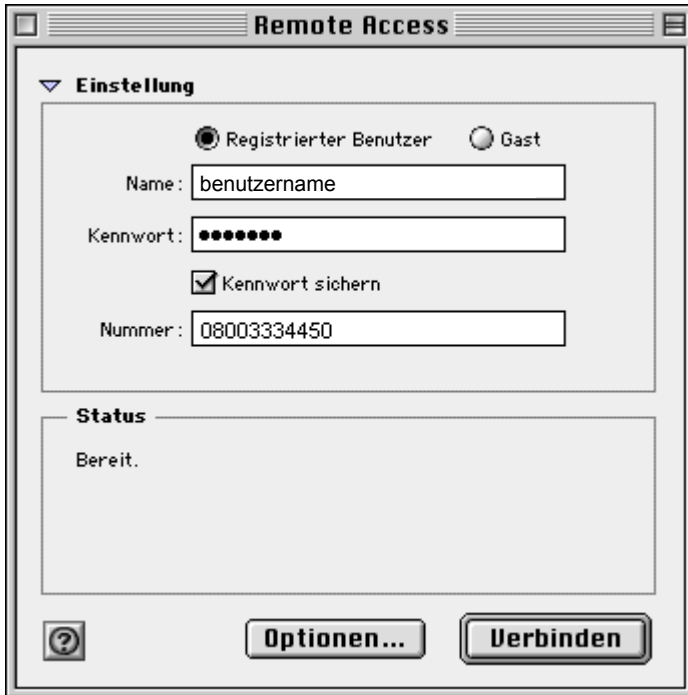 Remote Access
Einstellung
Registrierter Benutzer Gast
Name: benutzername
Kennwort: •••••••
Kennwort sichern
Nummer: 08003334450
Status
Bereit.
? Optionen... Verbinden